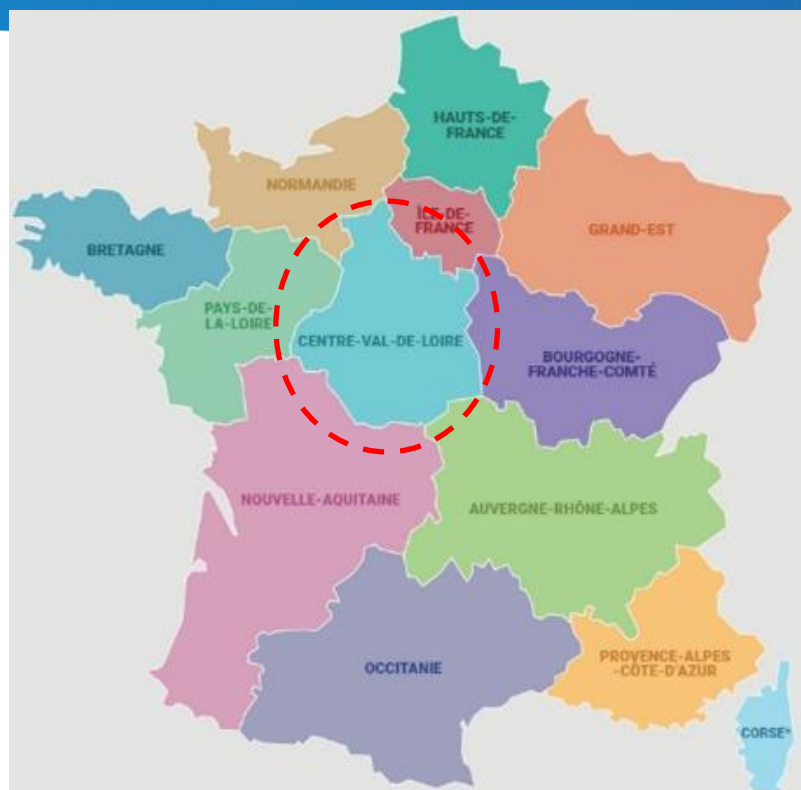 HAUTS-DE-
FRANCE
NORMANDIE
ÎLE-DE-
FRANCE
GRAND-EST
BRETAGNE
PAYS-DE-
LA-LOIRE
CENTRE-VAL-DE-LOIRE
BOURGOGNE-
FRANCHE-COMTÉ
NOUVELLE-AQUITAINE
AUVERGNE-RHÔNE-ALPES
OCCITANIE
PROVENCE-ALPES
-CÔTE-D'AZUR
CORSE*